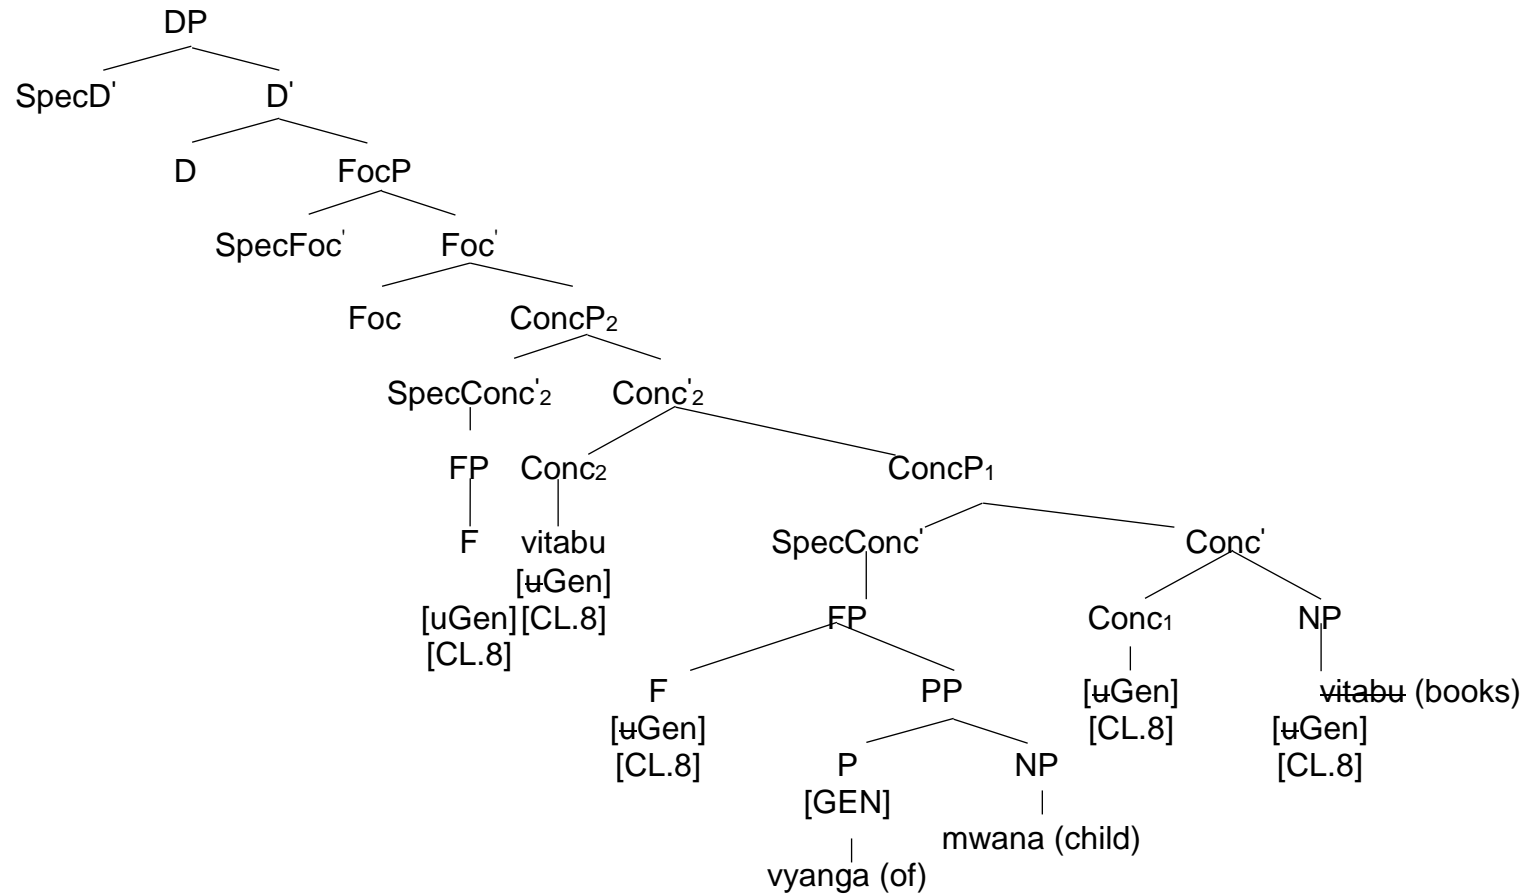 DP
SpecD' D'
D FocP
SpecFoc' Foc'
Foc ConcP2
SpecConc'2 Conc'2
FP Conc2 ConcP1
F vitabu SpecConc' Conc'
[uGen]
[uGen] [CL.8] FP Conc1 NP
[CL.8]
F PP [uGen] vitabu (books)
[uGen] [CL.8] [uGen]
[CL.8] P NP [CL.8]
[GEN]
mwana (child)
vyanga (of)